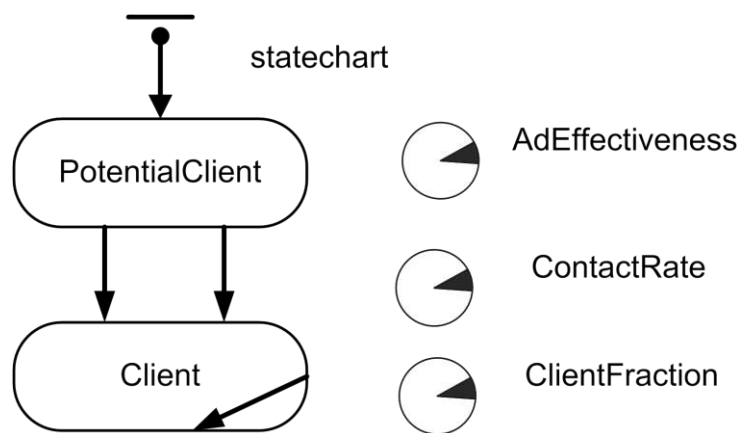 statechart
PotentialClient
AdEffectiveness
ContactRate
Client
ClientFraction